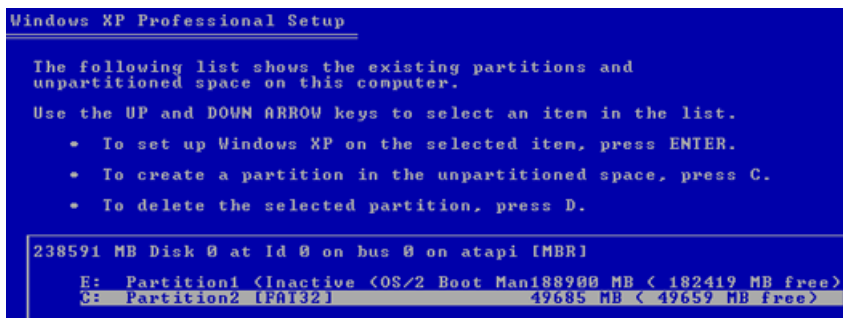 Windows XP Professional Setup
The following list shows the existing partitions and
unpartitioned space on this computer.
Use the UP and DOWN ARROW keys to select an item in the list.
• To set up Windows XP on the selected item, press ENTER.
• To create a partition in the unpartitioned space, press C.
• To delete the selected partition, press D.
238591 MB Disk 0 at Id 0 on bus 0 on atapi [MBR]
E: Partition1 (Inactive (OS/2 Boot Man188900 MB ( 182419 MB free)
C: Partition2 [FAT32] 49685 MB ( 49659 MB free)